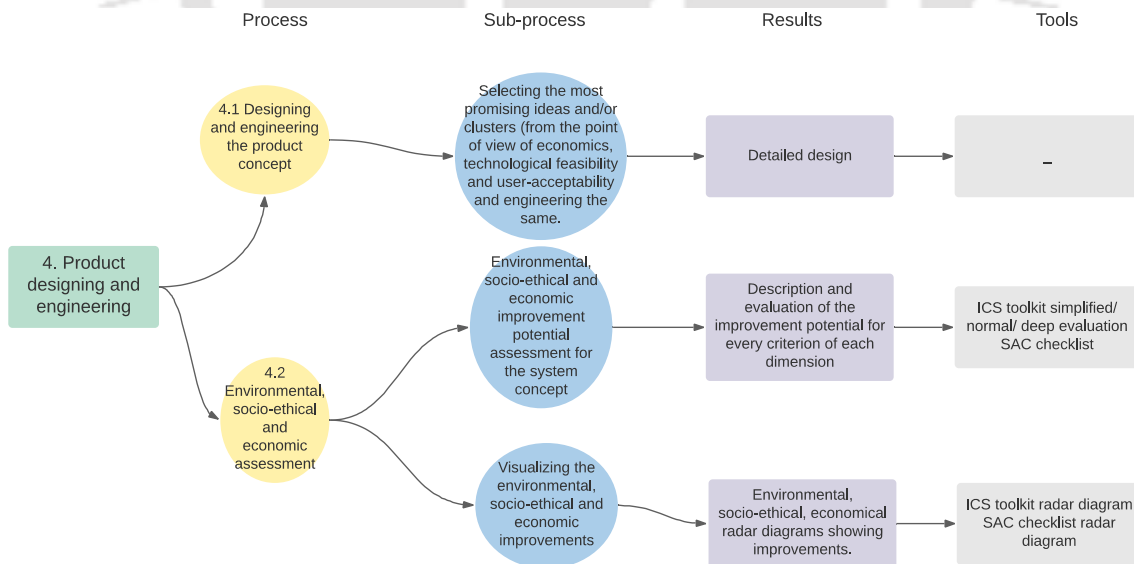 Process
Sub-process
Results
Tools
4.1 Designing
and engineering
the product
concept
Selecting the most
promising ideas and/or
clusters (from the point
of view of economics,
technological feasibility
and user-acceptability
and engineering the
same.
Detailed design
–
4. Product
designing and
engineering
Environmental,
socio-ethical and
economic
improvement
potential
assessment for
the system
concept
Description and
evaluation of the
improvement potential for
every criterion of each
dimension
ICS toolkit simplified/
normal/ deep evaluation
SAC checklist
4.2
Environmental,
socio-ethical
and
economic
assessment
Visualizing the
environmental,
socio-ethical and
economic
improvements
Environmental,
socio-ethical, economical
radar diagrams showing
improvements.
ICS toolkit radar diagram
SAC checklist radar
diagram